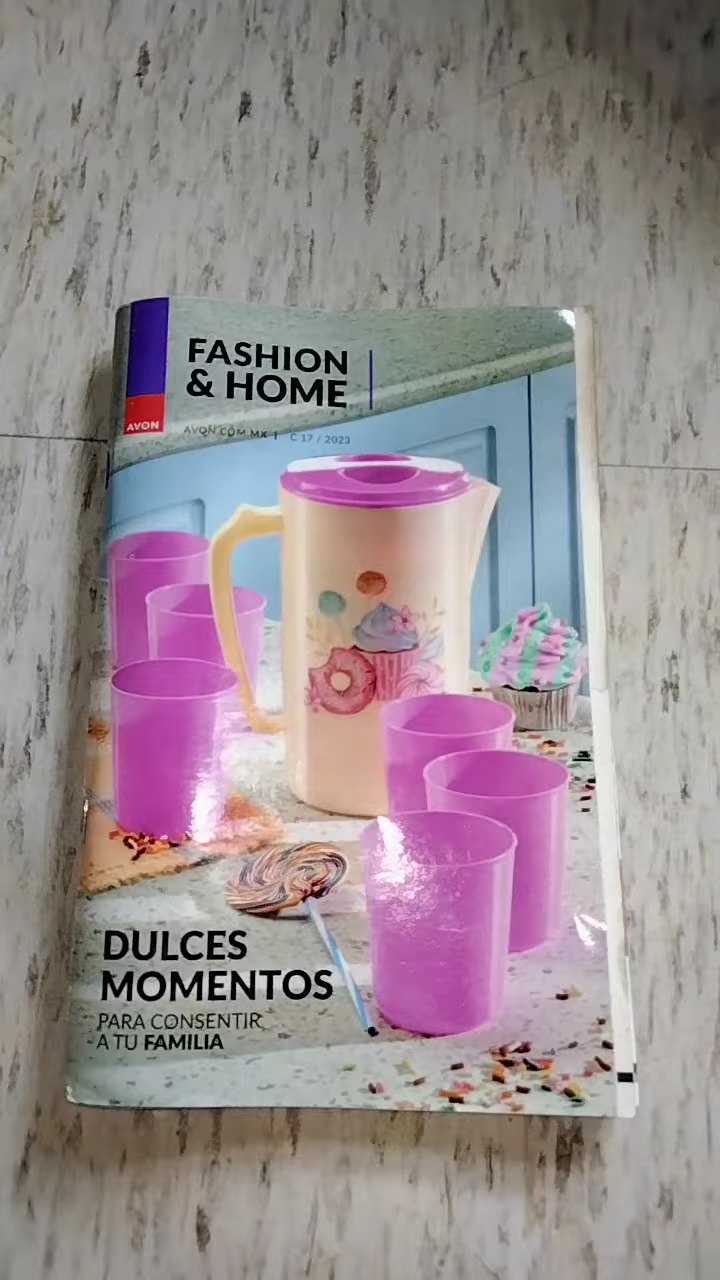 FASHION
& HOME
AVON
AVON.COM.MX | C 17 / 2023
DULCES
MOMENTOS
PARA CONSENTIR
A TU FAMILIA